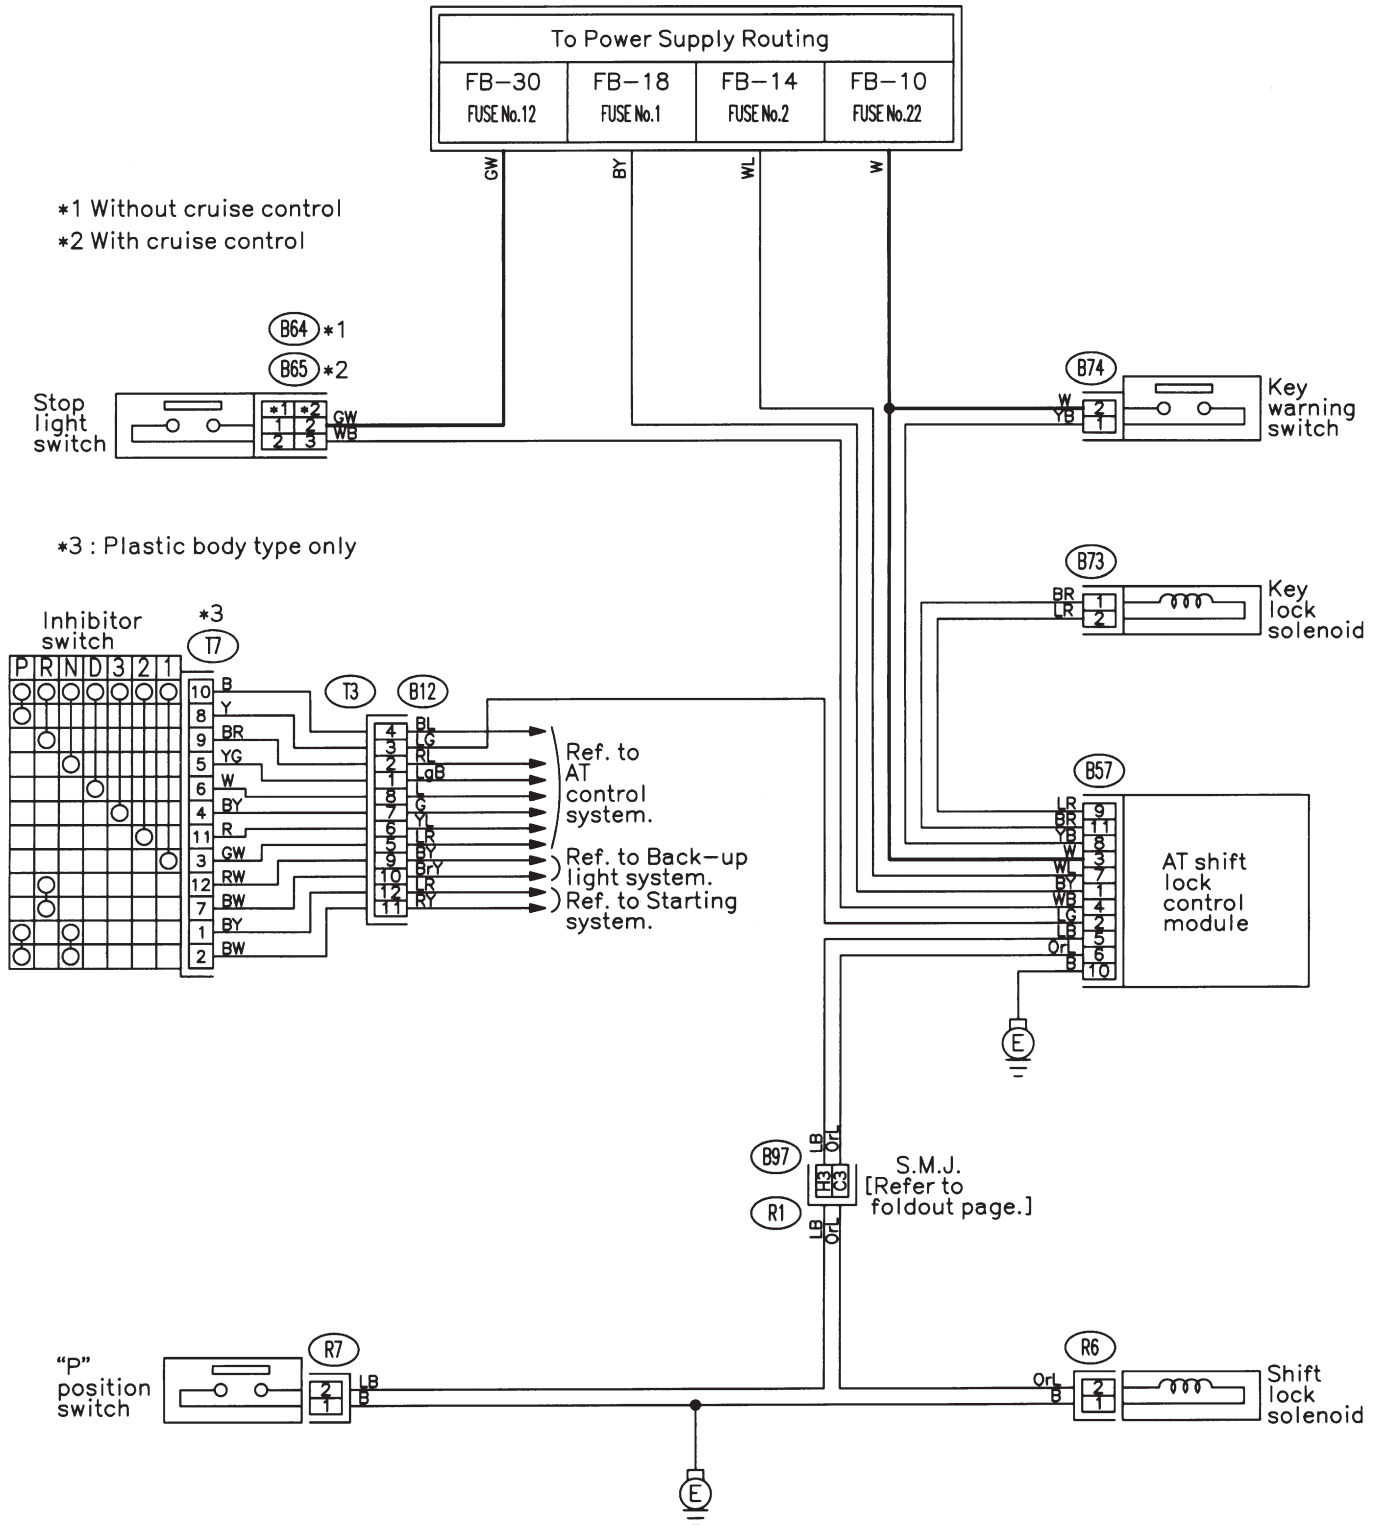 To Power Supply Routing
FB-30 FB-18 FB-14 FB-10
FUSE No.12 FUSE No.1 FUSE No.2 FUSE No.22
GW BY WL W
*1 Without cruise control
*2 With cruise control
B64 *1
B65 *2
Stop
light
switch
*1 *2
1 2 GW
2 3 WB
B74
W 2
YB 1
Key
warning
switch
*3 : Plastic body type only
B73
BR 1
LR 2
Key
lock
solenoid
Inhibitor
switch
*3
T7
P R N D 3 2 1
10 B
8 Y
9 BR
5 YG
6 W
4 BY
11 R
3 GW
12 RW
7 BW
1 BY
2 BW
T3 B12
4 BL
3 LG
2 RL
1 LgB
8 L
7 G
6 YL
5 LR
9 BY
10 BrY
12 LR
11 RY
Ref. to
AT
control
system.
Ref. to Back-up
light system.
Ref. to Starting
system.
B57
LR 9
BR 11
YB 8
W 3
WL 7
BY 1
WB 4
LG 2
LB 5
OrL 6
B 10
AT shift
lock
control
module
E
LB OrL
B97
H3 C3
R1
LB OrL
S.M.J.
[Refer to
foldout page.]
"P"
position
switch
R7
2 LB
1 B
E
R6
OrL 2
B 1
Shift
lock
solenoid